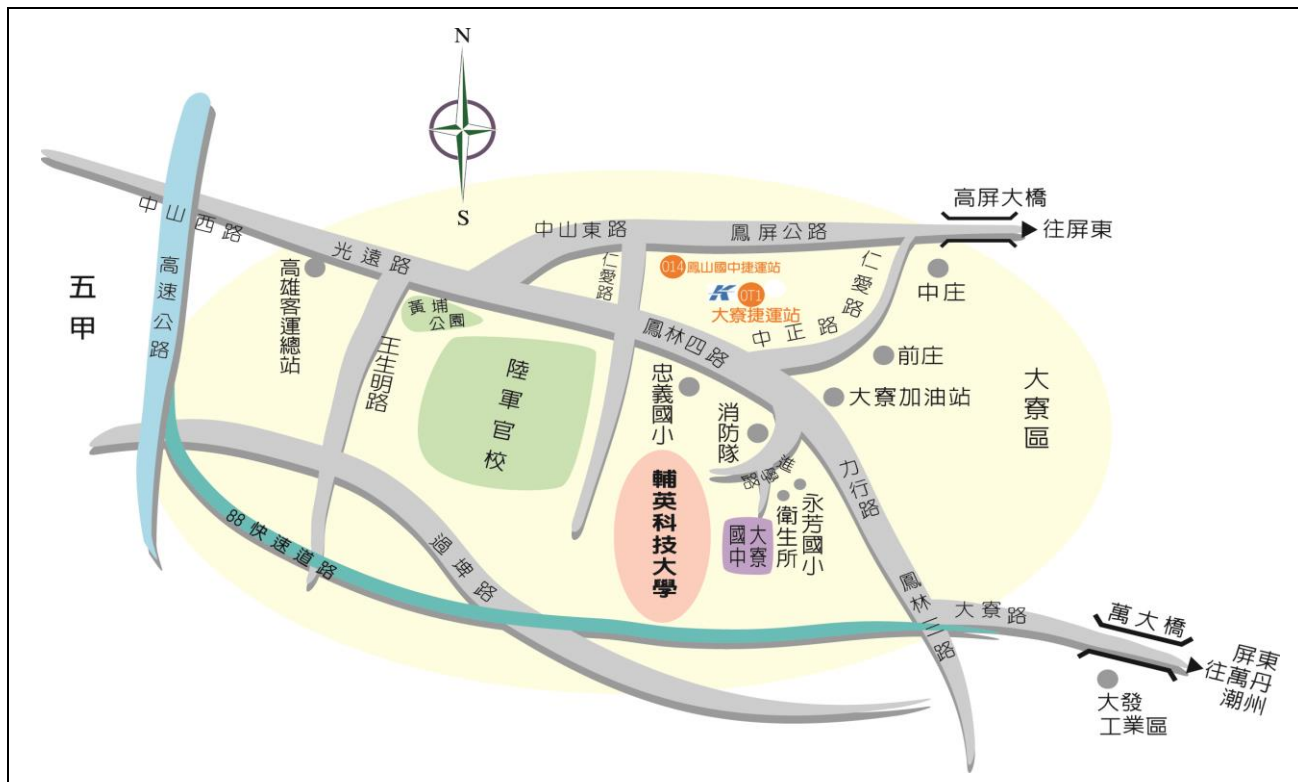 N
S
中山西路
高速公路
五甲
光遠路
高雄客運總站
黃埔
公園
壬生明路
陸軍官校
中山東路
仁愛路
鳳屏公路
高屏大橋
往屏東
O14 鳳山國中捷運站
K OT1
大寮捷運站
仁愛路
中庄
中正路
前庄
鳳林四路
大寮加油站
大寮區
忠義國小
消防隊
進學路
力行路
輔英科技大學
大寮
國中
衛生所
永芳國小
88快速道路
過埤路
鳳林三路
大寮路
萬大橋
屏東
往萬丹
潮州
大發
工業區